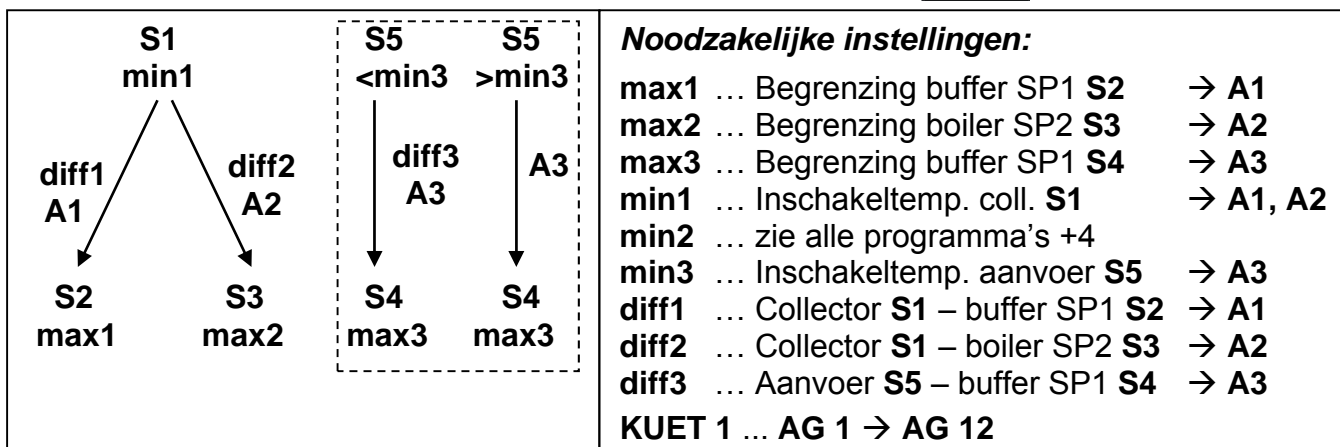 S1
min1
diff1
A1
diff2
A2
S2
max1
S3
max2
S5
<min3
S5
>min3
diff3
A3
A3
S4
max3
S4
max3
Noodzakelijke instellingen:
max1 … Begrenzing buffer SP1 S2 → A1
max2 … Begrenzing boiler SP2 S3 → A2
max3 … Begrenzing buffer SP1 S4 → A3
min1 … Inschakeltemp. coll. S1 → A1, A2
min2 … zie alle programma's +4
min3 … Inschakeltemp. aanvoer S5 → A3
diff1 … Collector S1 – buffer SP1 S2 → A1
diff2 … Collector S1 – boiler SP2 S3 → A2
diff3 … Aanvoer S5 – buffer SP1 S4 → A3
KUET 1 ... AG 1 → AG 12